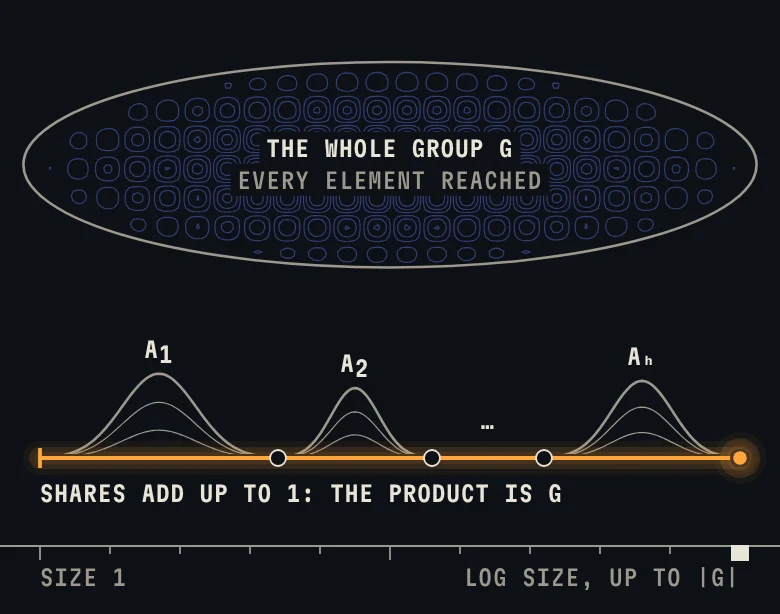 THE WHOLE GROUP G
EVERY ELEMENT REACHED
A1
A2
…
Aₕ
SHARES ADD UP TO 1: THE PRODUCT IS G
SIZE 1
LOG SIZE, UP TO |G|